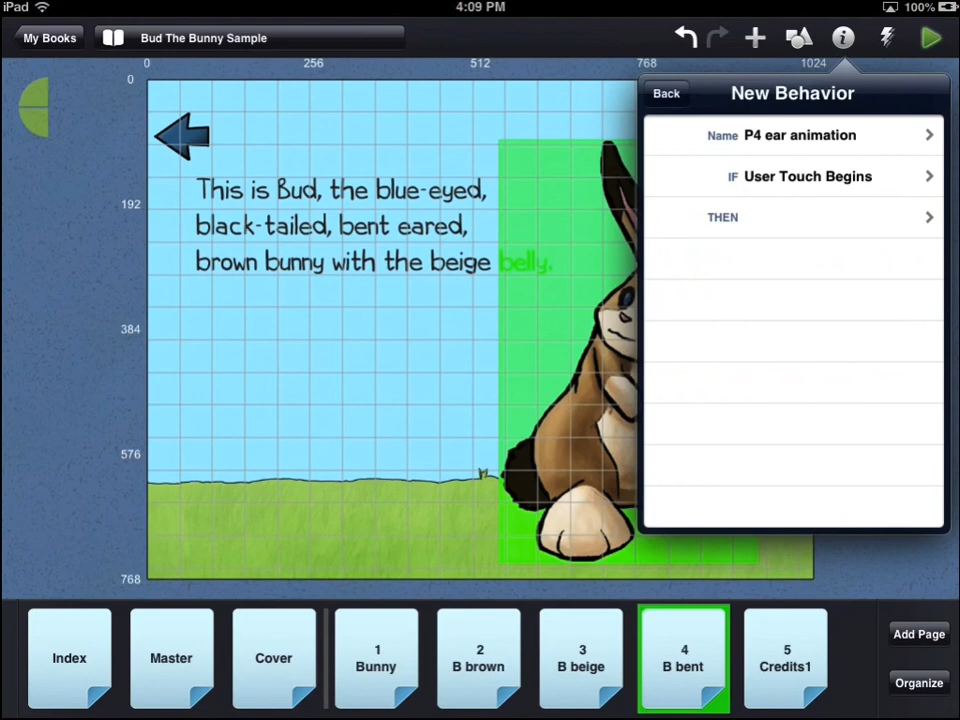 iPad 4:09 PM 100%
My Books Bud The Bunny Sample
0 256 512 768 1024
0
192
384
576
768
This is Bud, the blue-eyed,
black-tailed, bent eared,
brown bunny with the beige belly.
Back New Behavior
Name P4 ear animation
IF User Touch Begins
THEN
Index
Master
Cover
1
Bunny
2
B brown
3
B beige
4
B bent
5
Credits1
Add Page
Organize